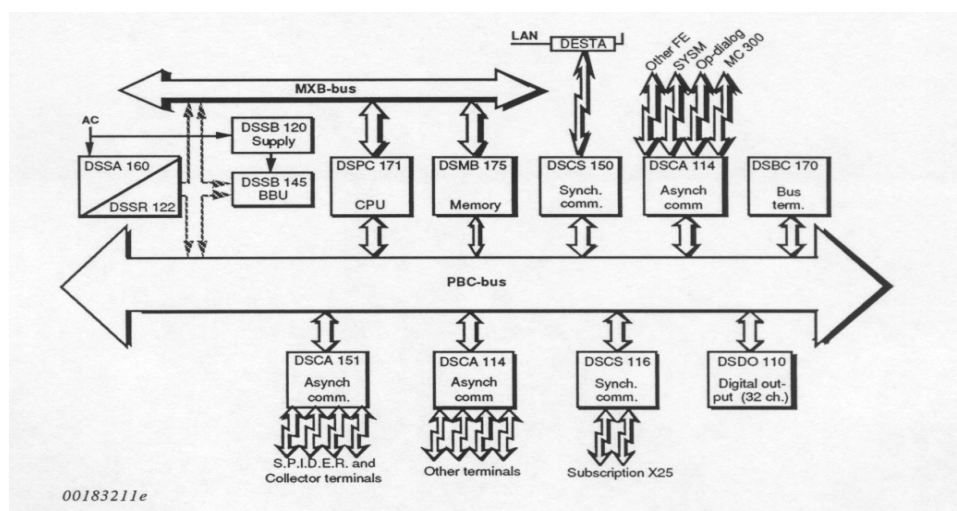 LAN
DESTA
Other FE
SYSM
Op-dialog
MC 300
MXB-bus
AC
DSSA 160
DSSR 122
DSSB 120
Supply
DSSB 145
BBU
DSPC 171
CPU
DSMB 175
Memory
DSCS 150
Synch.
comm.
DSCA 114
Asynch
comm
DSBC 170
Bus
term.
PBC-bus
DSCA 151
Asynch
comm.
DSCA 114
Asynch
comm
DSCS 116
Synch.
comm.
DSDO 110
Digital out-
put (32 ch.)
S.P.I.D.E.R. and
Collector terminals
Other terminals
Subscription X25
00183211e